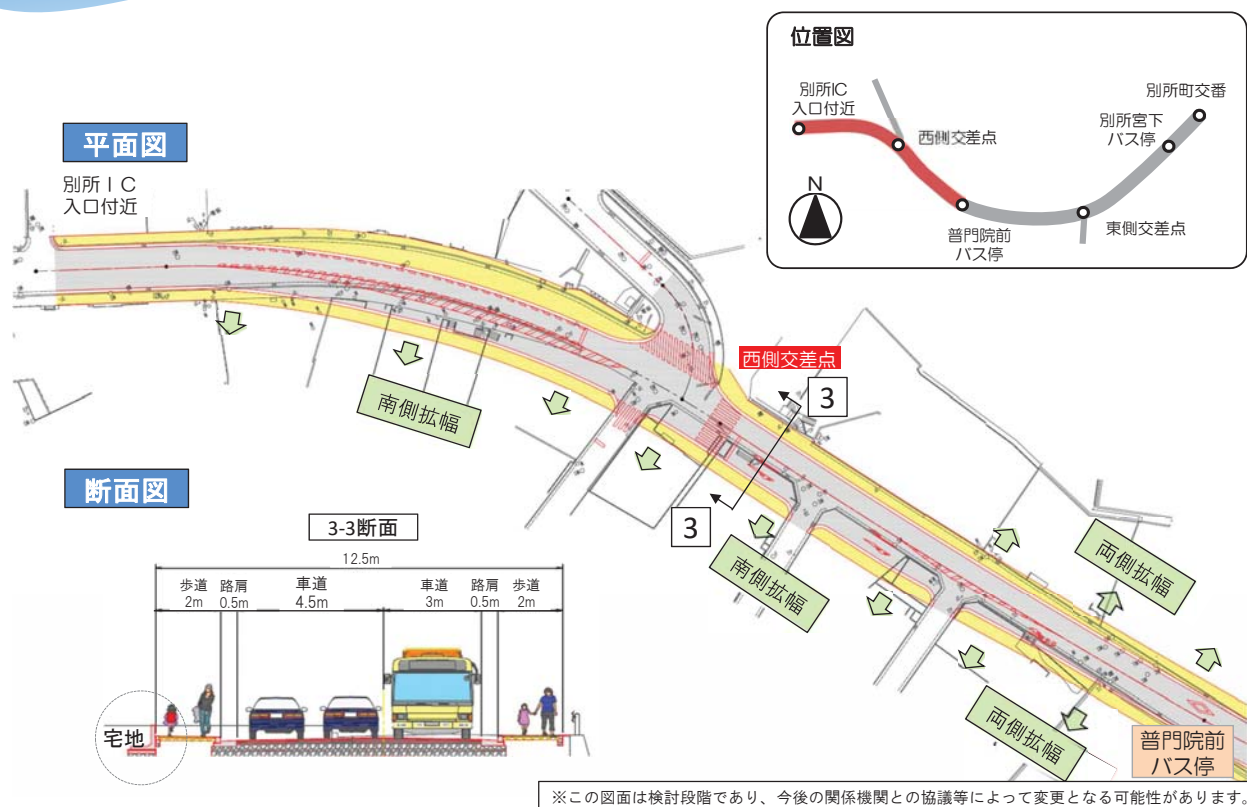 位置図
別所IC
入口付近
西側交差点
普門院前
バス停
東側交差点
別所宮下
バス停
別所町交番
N
平面図
別所IC
入口付近
南側拡幅
西側交差点
3
3
南側拡幅
両側拡幅
両側拡幅
普門院前
バス停
断面図
3-3断面
12.5m
歩道 路肩 車道 車道 路肩 歩道
2m 0.5m 4.5m 3m 0.5m 2m
宅地
※この図面は検討段階であり、今後の関係機関との協議等によって変更となる可能性があります。